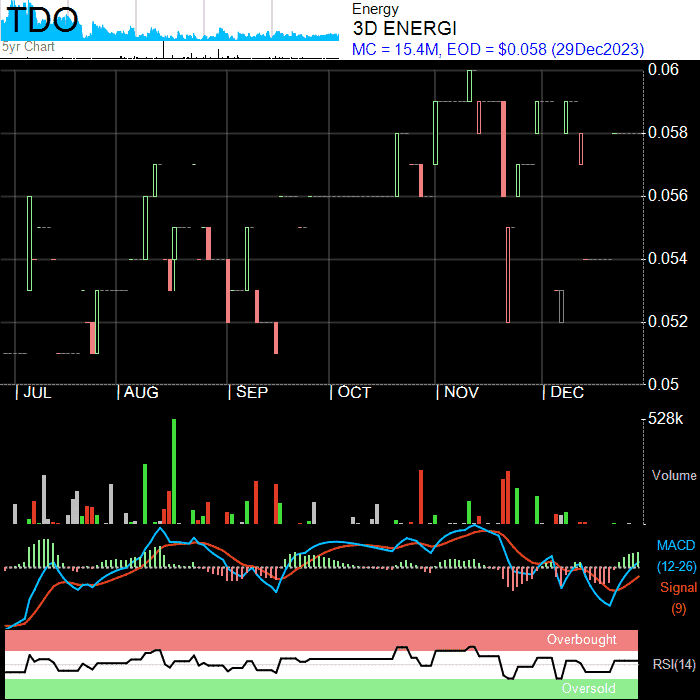 TDO
5yr Chart
Energy
3D ENERGI
MC = 15.4M, EOD = $0.058 (29Dec2023)
0.06
0.058
0.056
0.054
0.052
0.05
JUL AUG SEP OCT NOV DEC
528k
Volume
MACD
(12-26)
Signal
(9)
Overbought
RSI(14)
Oversold